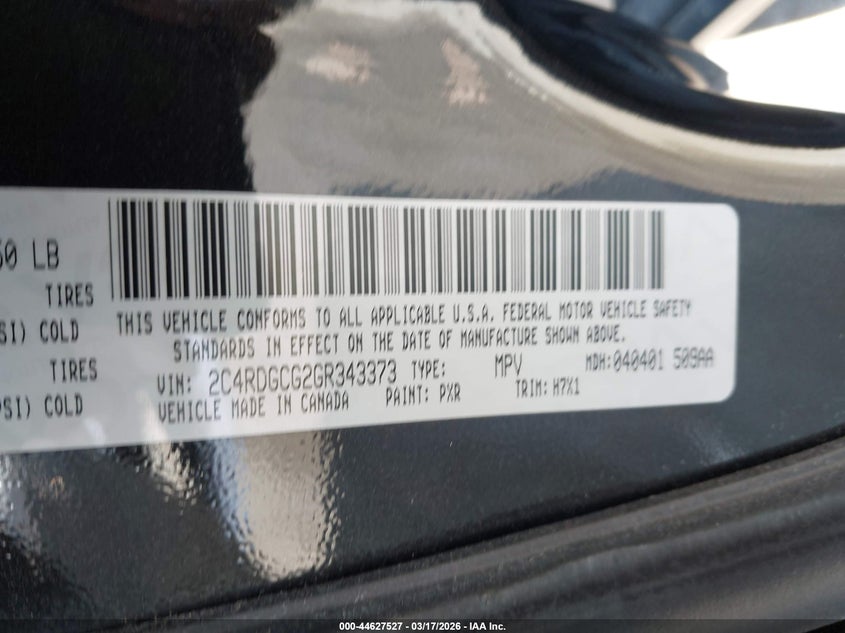 50 LB
TIRES
SI) COLD
TIRES
PSI) COLD
THIS VEHICLE CONFORMS TO ALL APPLICABLE U.S.A. FEDERAL MOTOR VEHICLE SAFETY
STANDARDS IN EFFECT ON THE DATE OF MANUFACTURE SHOWN ABOVE.
VIN: 2C4RDGCG2GR343373 TYPE: MPV MDH:040401 509AA
VEHICLE MADE IN CANADA PAINT: PXR TRIM: H7X1
000-44627527 - 03/17/2026 - IAA Inc.